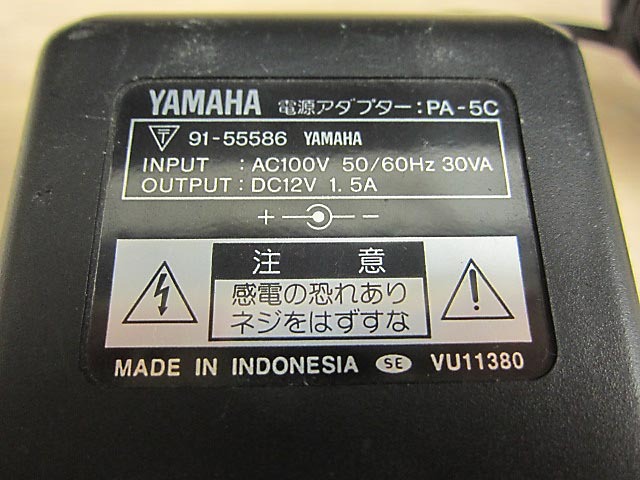 YAMAHA 電源アダプター:PA-5C
〒 91-55586 YAMAHA
INPUT : AC100V 50/60Hz 30VA
OUTPUT : DC12V 1.5A
+ -
注 意
感電の恐れあり
ネジをはずすな
MADE IN INDONESIA SE VU11380